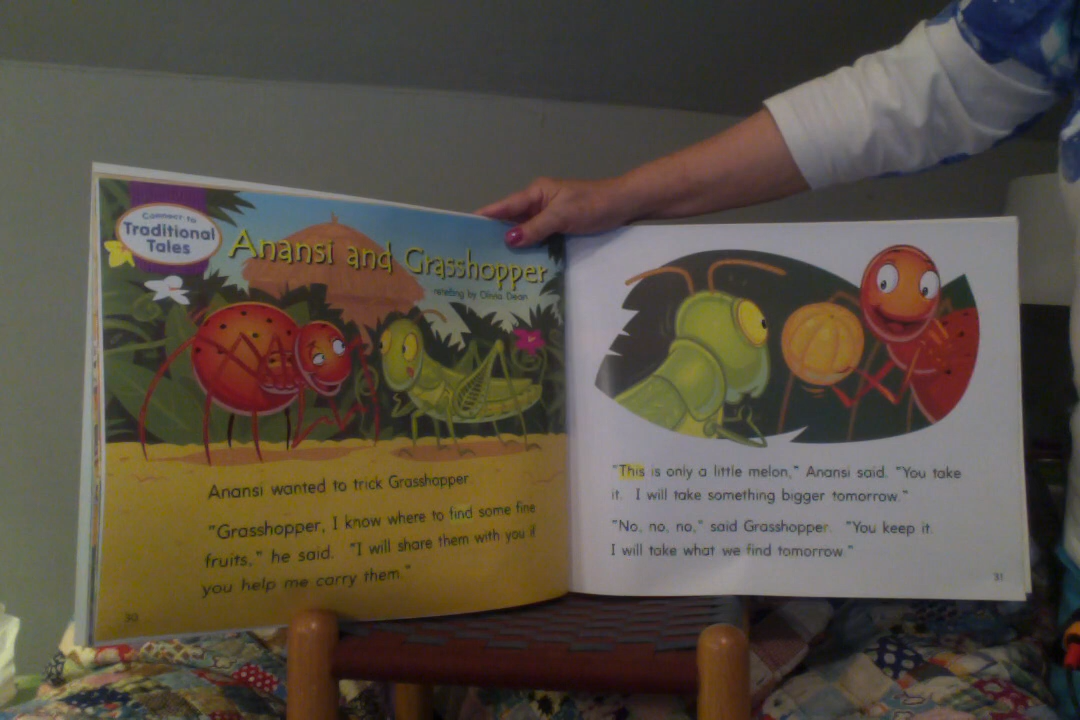 Connect to
Traditional
Tales
Anansi and Grasshopper
retelling by Olivia Dean
Anansi wanted to trick Grasshopper.
"Grasshopper, I know where to find some fine
fruits," he said. "I will share them with you if
you help me carry them."
30
"This is only a little melon," Anansi said. "You take
it. I will take something bigger tomorrow."
"No, no, no," said Grasshopper. "You keep it.
I will take what we find tomorrow."
31